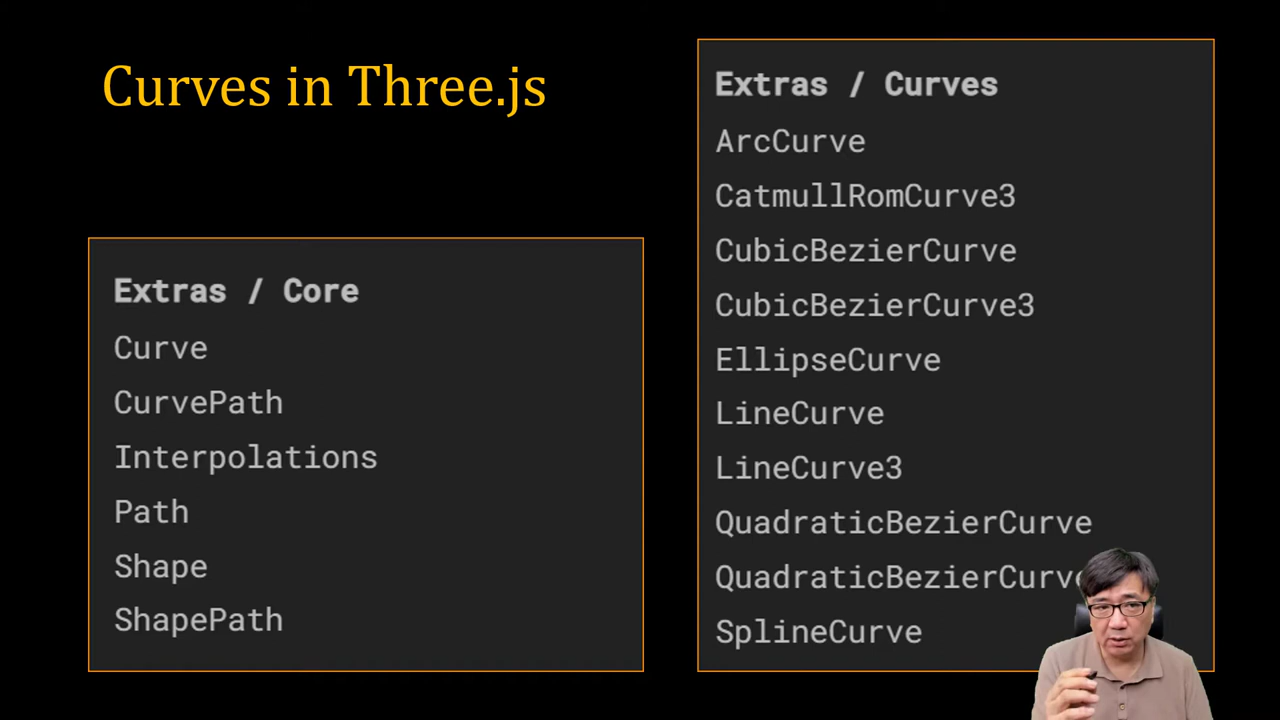 Curves in Three.js
Extras / Core
Curve
CurvePath
Interpolations
Path
Shape
ShapePath
Extras / Curves
ArcCurve
CatmullRomCurve3
CubicBezierCurve
CubicBezierCurve3
EllipseCurve
LineCurve
LineCurve3
QuadraticBezierCurve
QuadraticBezierCurve
SplineCurve